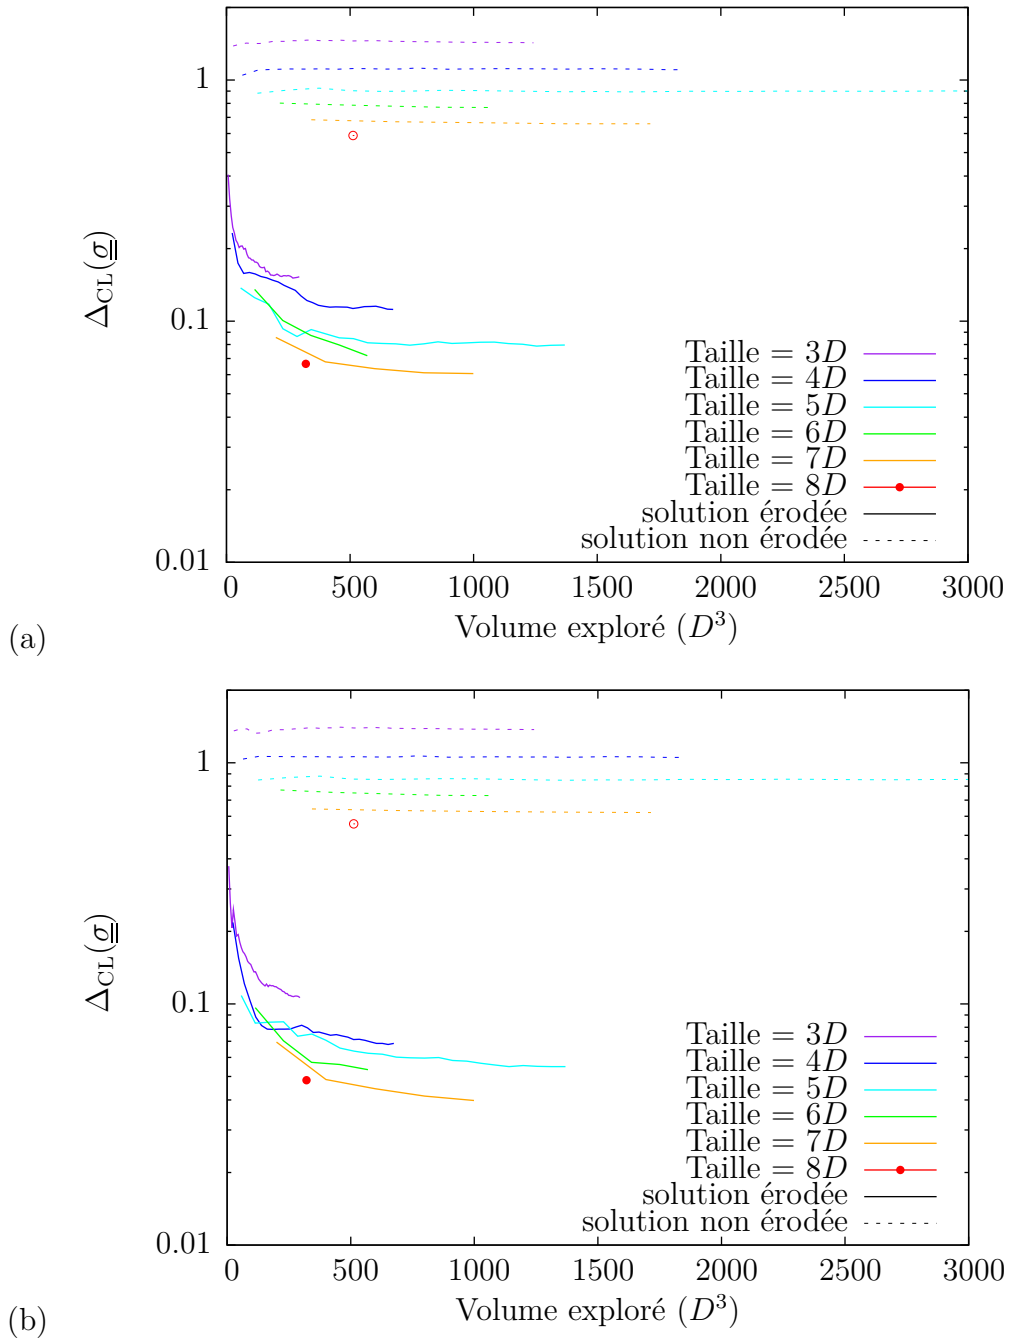 1
0.1
0.01
Δ_CL(σ)
Taille = 3D
Taille = 4D
Taille = 5D
Taille = 6D
Taille = 7D
Taille = 8D
solution érodée
solution non érodée
0 500 1000 1500 2000 2500 3000
Volume exploré (D³)
(a)
1
0.1
0.01
Δ_CL(σ)
Taille = 3D
Taille = 4D
Taille = 5D
Taille = 6D
Taille = 7D
Taille = 8D
solution érodée
solution non érodée
0 500 1000 1500 2000 2500 3000
Volume exploré (D³)
(b)